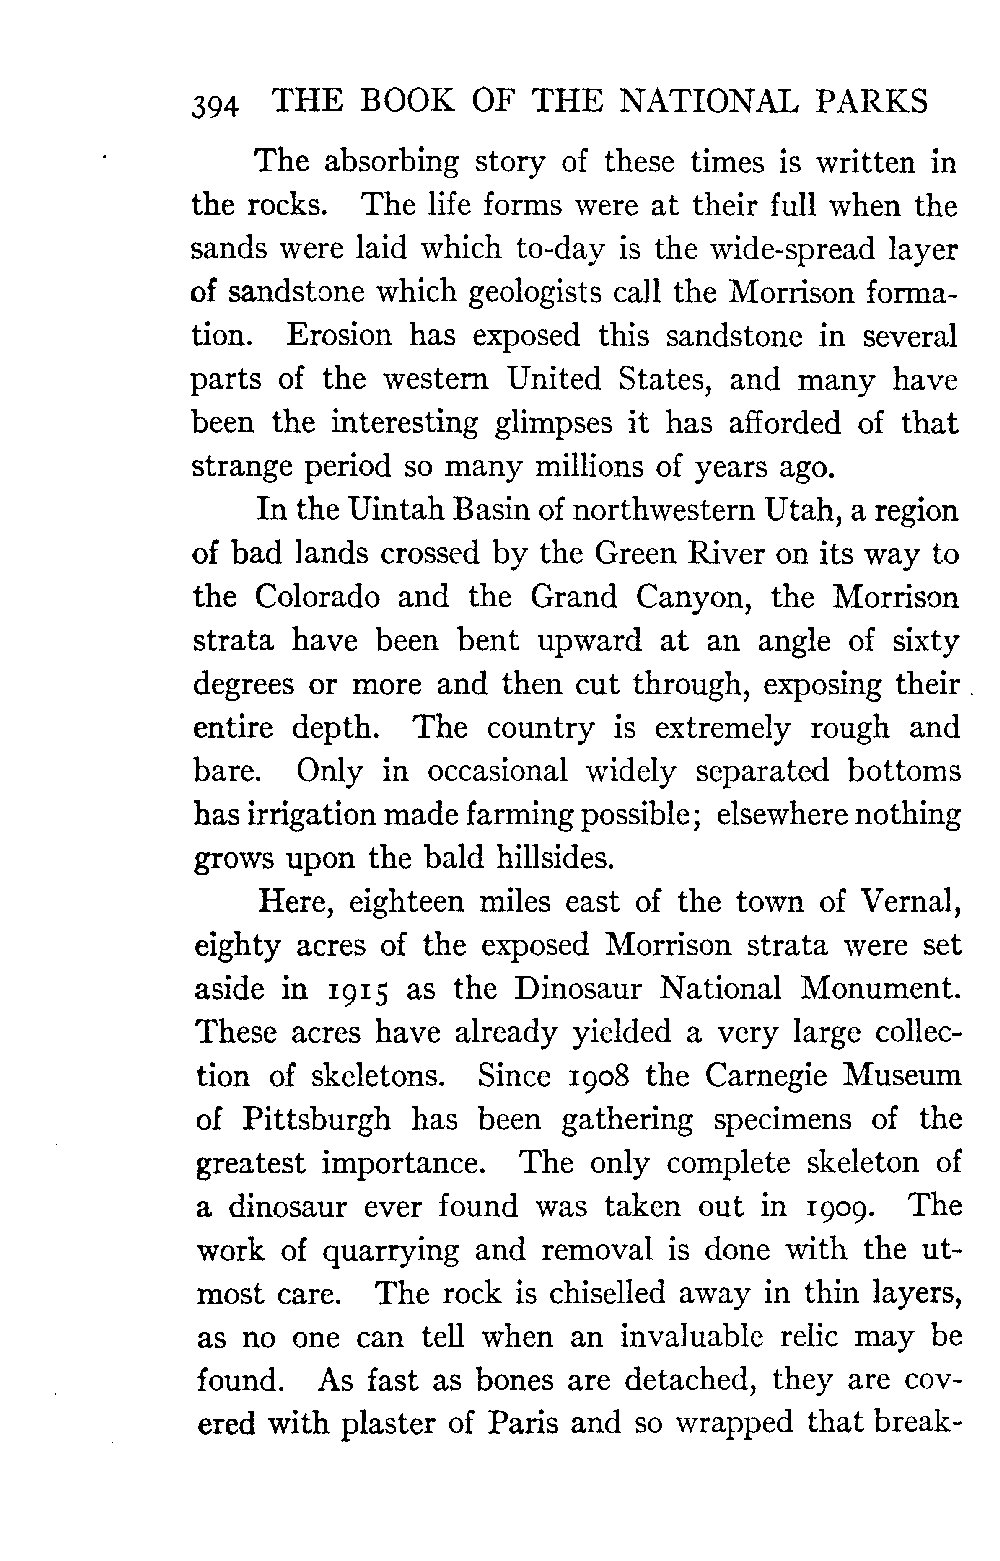 394 THE BOOK OF THE NATIONAL PARKS
The absorbing story of these times is written in
the rocks. The life forms were at their full when the
sands were laid which to-day is the wide-spread layer
of sandstone which geologists call the Morrison forma-
tion. Erosion has exposed this sandstone in several
parts of the western United States, and many have
been the interesting glimpses it has afforded of that
strange period so many millions of years ago.
In the Uintah Basin of northwestern Utah, a region
of bad lands crossed by the Green River on its way to
the Colorado and the Grand Canyon, the Morrison
strata have been bent upward at an angle of sixty
degrees or more and then cut through, exposing their
entire depth. The country is extremely rough and
bare. Only in occasional widely separated bottoms
has irrigation made farming possible; elsewhere nothing
grows upon the bald hillsides.
Here, eighteen miles east of the town of Vernal,
eighty acres of the exposed Morrison strata were set
aside in 1915 as the Dinosaur National Monument.
These acres have already yielded a very large collec-
tion of skeletons. Since 1908 the Carnegie Museum
of Pittsburgh has been gathering specimens of the
greatest importance. The only complete skeleton of
a dinosaur ever found was taken out in 1909. The
work of quarrying and removal is done with the ut-
most care. The rock is chiselled away in thin layers,
as no one can tell when an invaluable relic may be
found. As fast as bones are detached, they are cov-
ered with plaster of Paris and so wrapped that break-